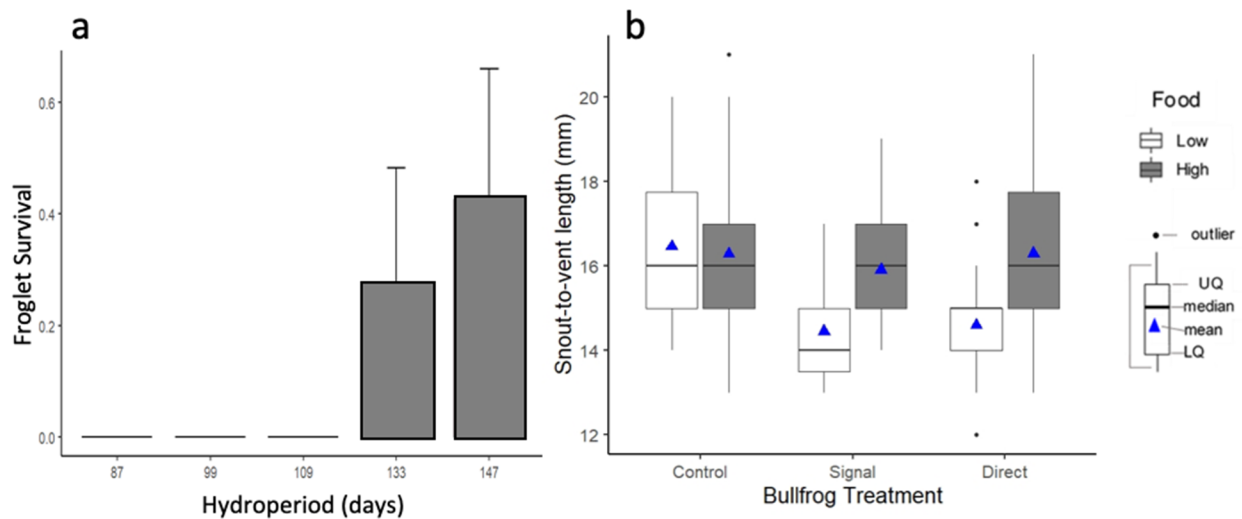 a
Froglet Survival
0.6
0.4
0.2
0.0
87 99 109 133 147
Hydroperiod (days)
b
Snout-to-vent length (mm)
20
18
16
14
12
Control Signal Direct
Bullfrog Treatment
Food
Low
High
outlier
UQ
median
mean
LQ